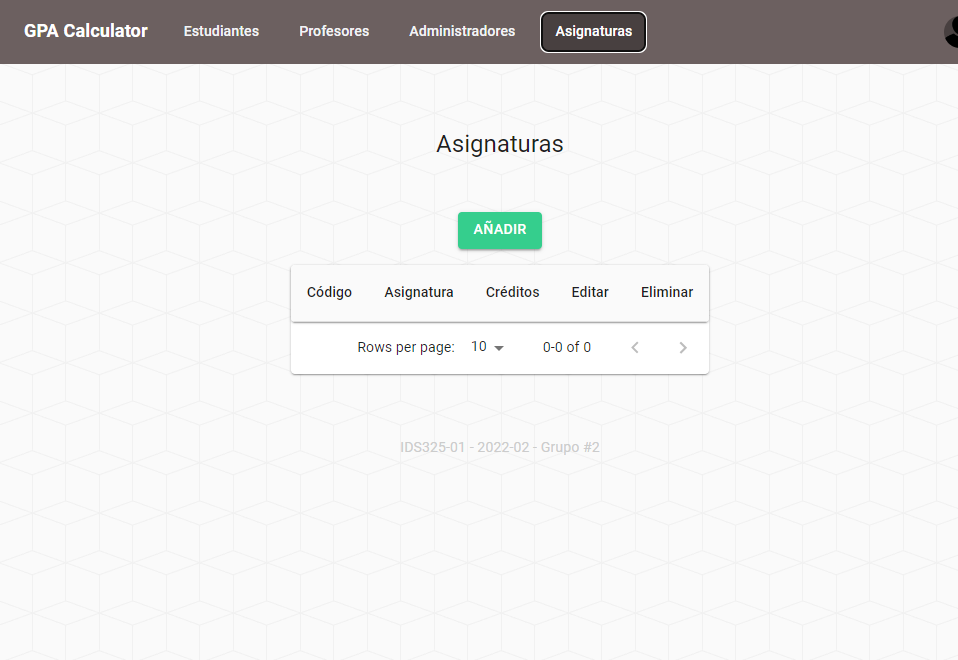 GPA Calculator Estudiantes Profesores Administradores Asignaturas
Asignaturas
AÑADIR
Código Asignatura Créditos Editar Eliminar
Rows per page: 10 0-0 of 0
IDS325-01 - 2022-02 - Grupo #2